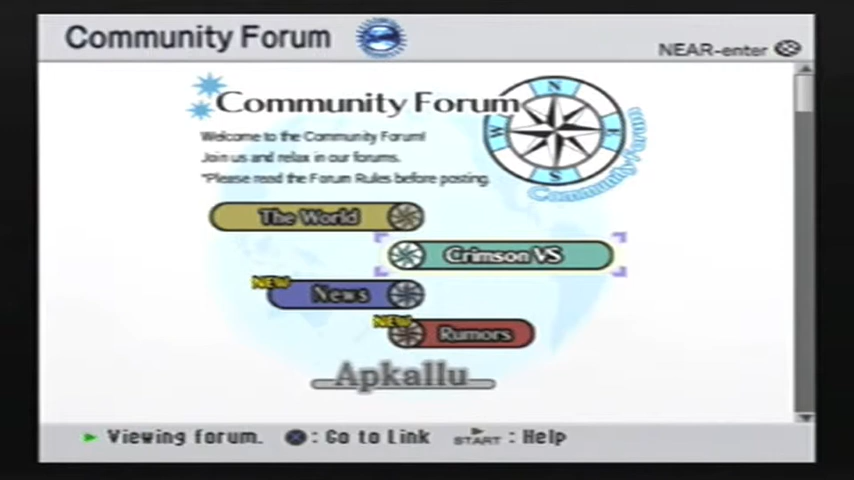 Community Forum
NEAR-enter
Community Forum
N
W E
S
Community Forum
Welcome to the Community Forum!
Join us and relax in our forums.
*Please read the Forum Rules before posting.
The World
Crimson VS
NEW
News
NEW
Rumors
Apkallu
Viewing forum.
: Go to Link
START : Help